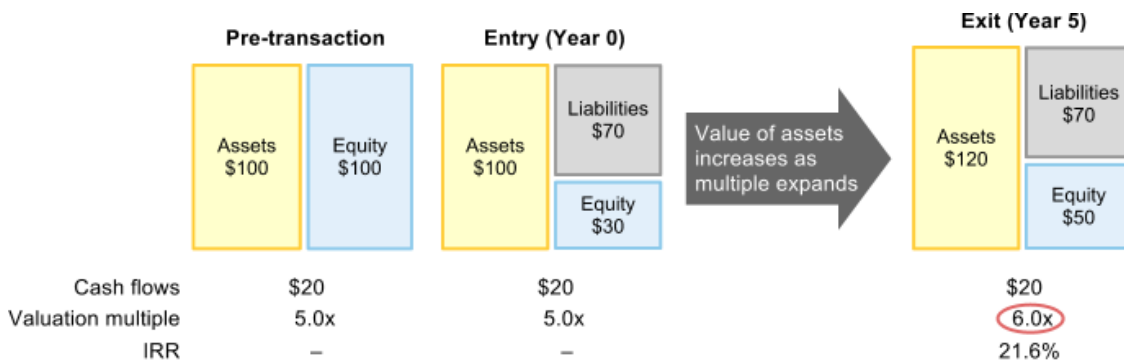 Pre-transaction
Entry (Year 0)
Exit (Year 5)
Assets
$100
Equity
$100
Assets
$100
Liabilities
$70
Equity
$30
Value of assets
increases as
multiple expands
Assets
$120
Liabilities
$70
Equity
$50
Cash flows $20 $20 $20
Valuation multiple 5.0x 5.0x 6.0x
IRR – – 21.6%